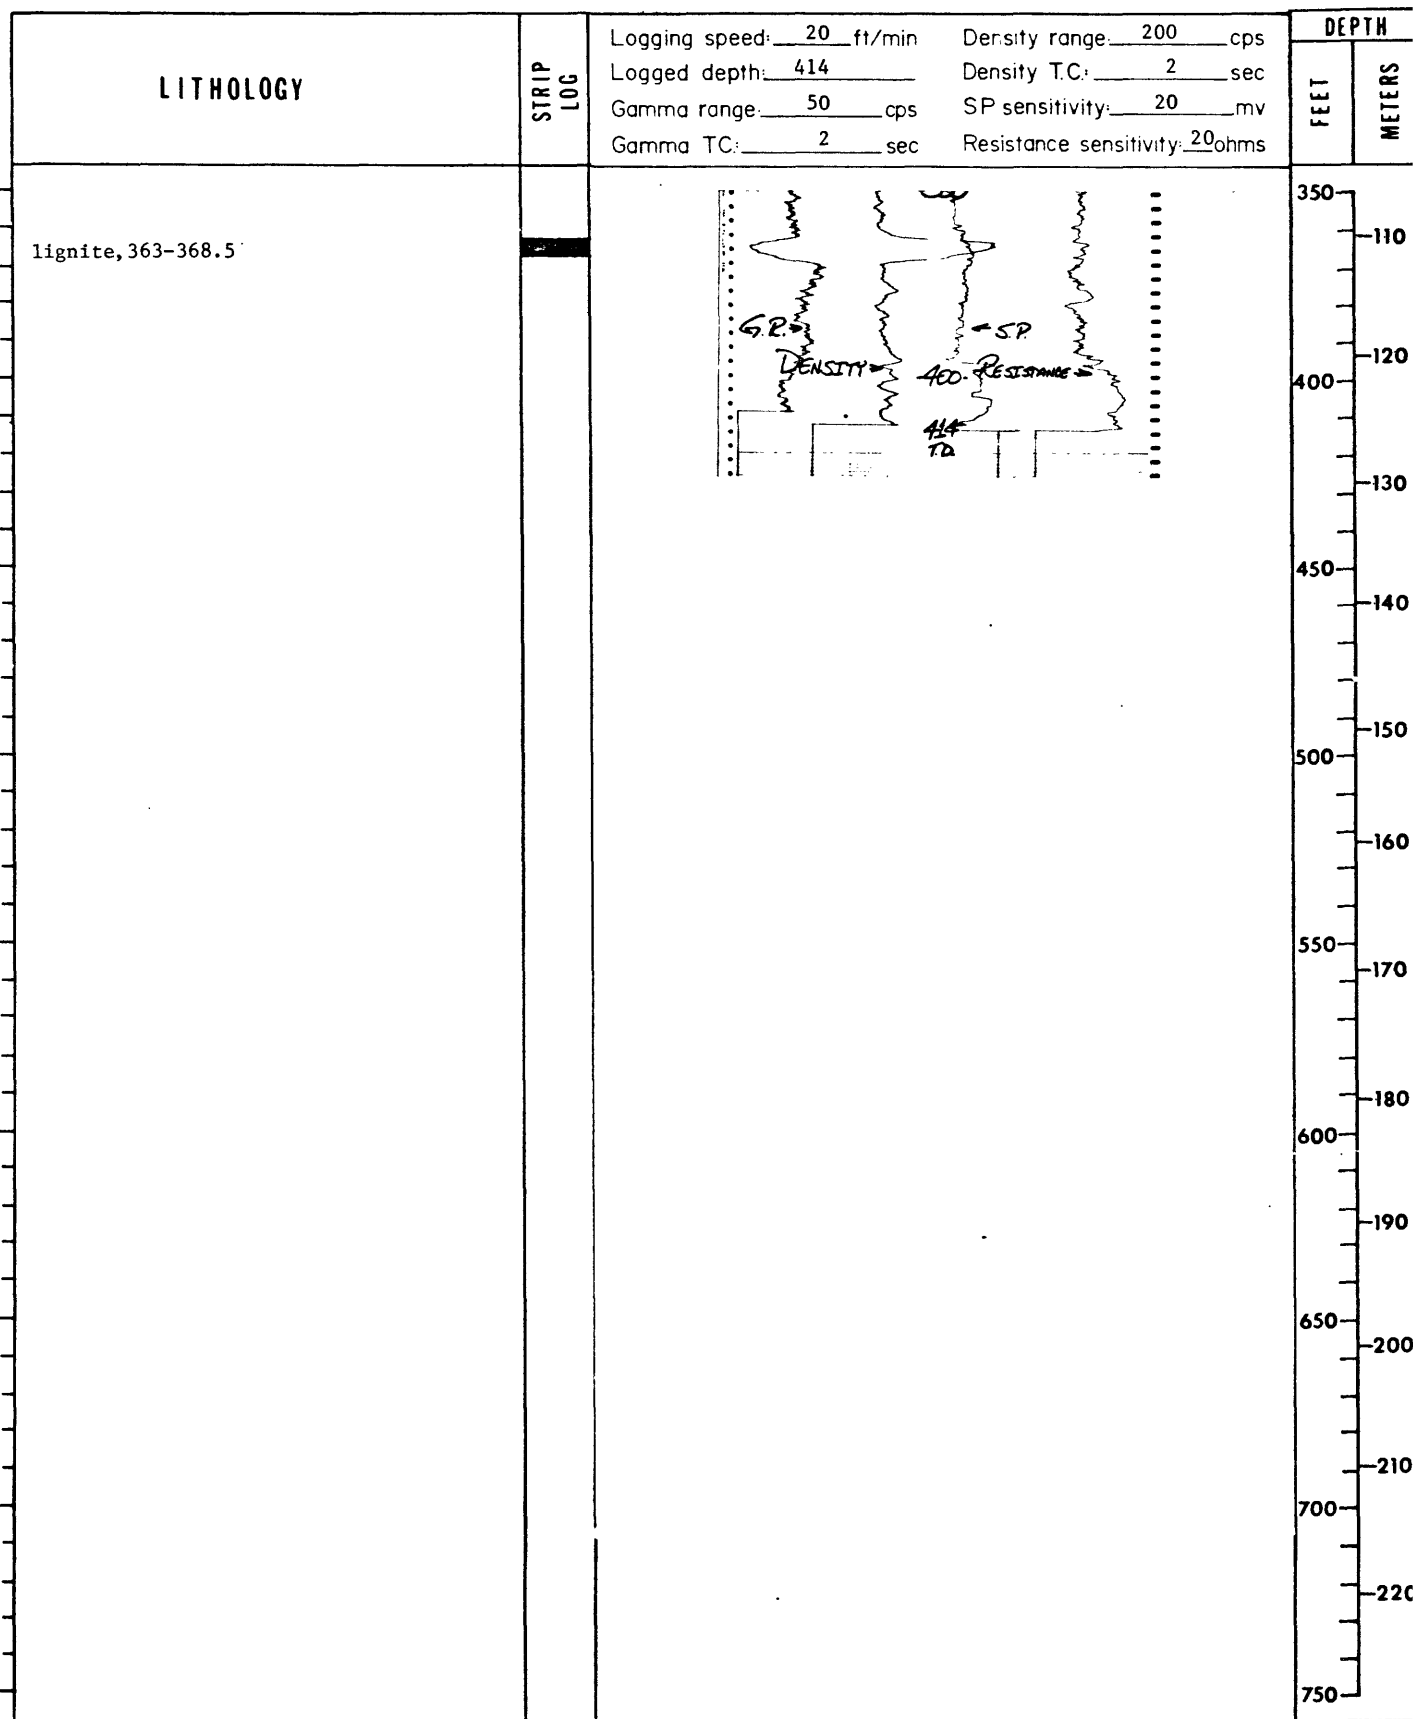 LITHOLOGY
STRIP LOG
Logging speed: 20 ft/min
Logged depth: 414
Gamma range: 50 cps
Gamma TC: 2 sec
Density range: 200 cps
Density T.C.: 2 sec
SP sensitivity: 20 mv
Resistance sensitivity: 20 ohms
DEPTH
FEET
METERS
lignite,363-368.5
G.R.
S.P.
DENSITY
400-
RESISTANCE
414
T.D.
350
400
450
500
550
600
650
700
750
110
120
130
140
150
160
170
180
190
200
210
220